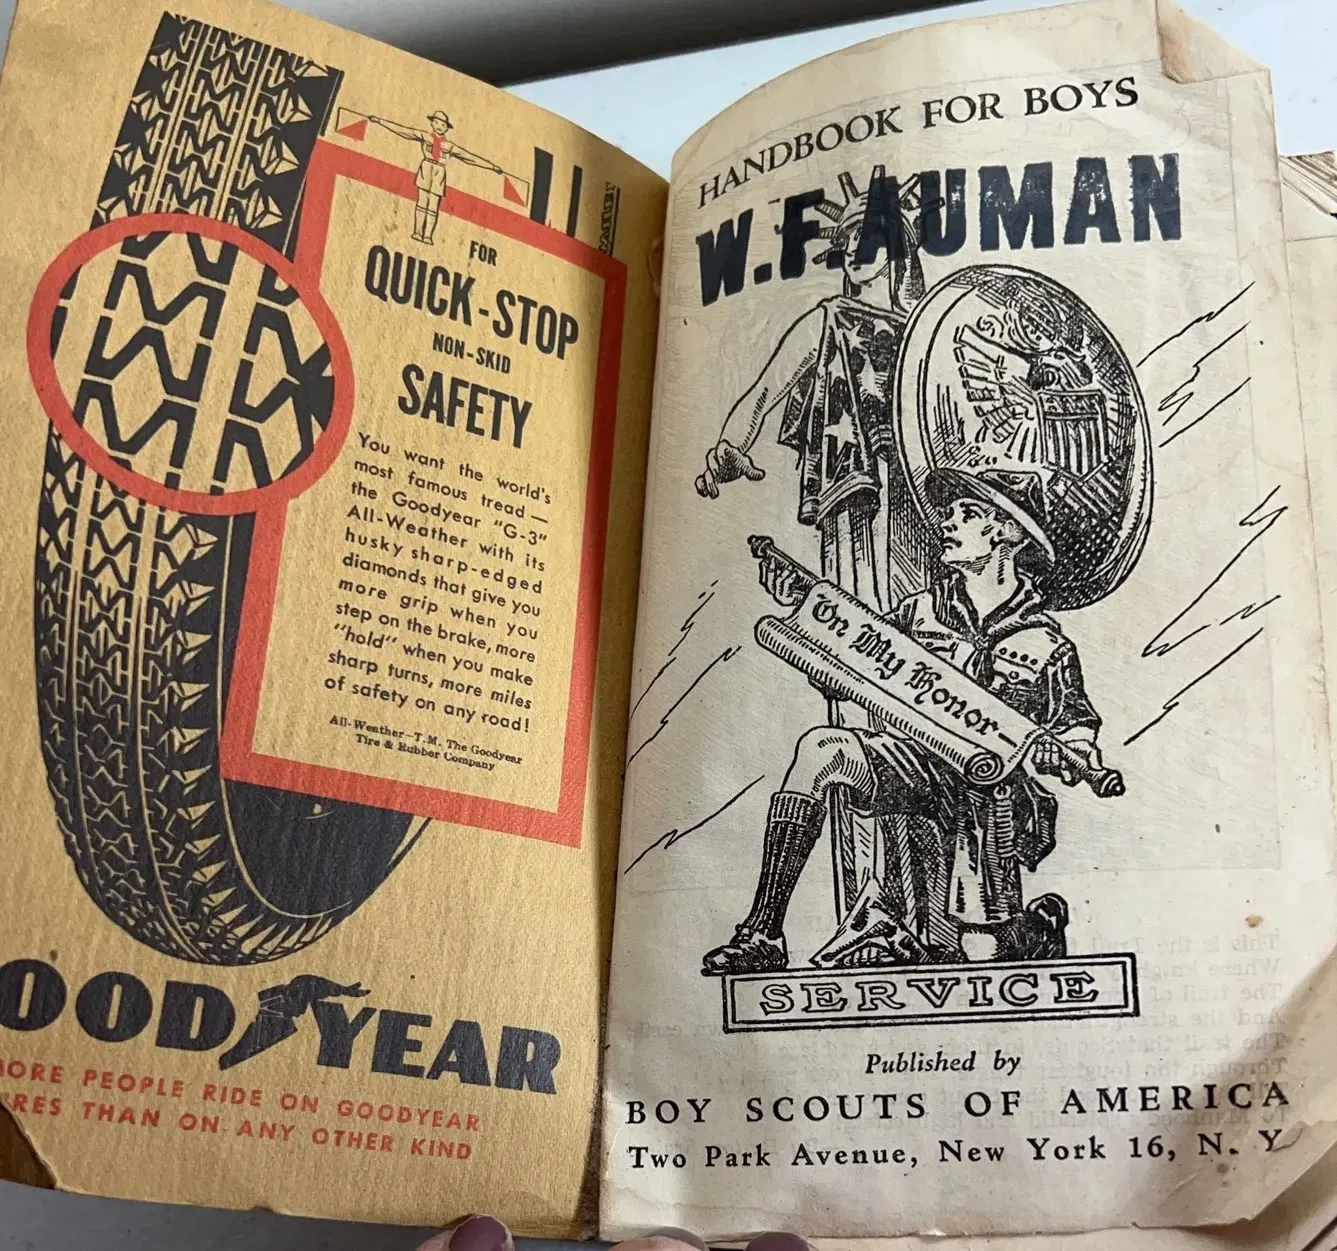 FOR
QUICK-STOP
NON-SKID
SAFETY
You want the world's
most famous tread—
the Goodyear "G-3"
All-Weather with its
husky sharp-edged
diamonds that give you
more grip when you
step on the brake, more
"hold" when you make
sharp turns, more miles
of safety on any road!
All-Weather—T.M. The Goodyear
Tire & Rubber Company
OODYEAR
MORE PEOPLE RIDE ON GOODYEAR
RES THAN ON ANY OTHER KIND
HANDBOOK FOR BOYS
W.F. AUMAN
On My Honor—
SERVICE
Published by
BOY SCOUTS OF AMERICA
Two Park Avenue, New York 16, N. Y